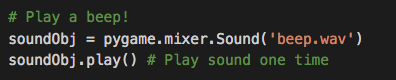 # Play a beep!
soundObj = pygame.mixer.Sound('beep.wav')
soundObj.play() # Play sound one time